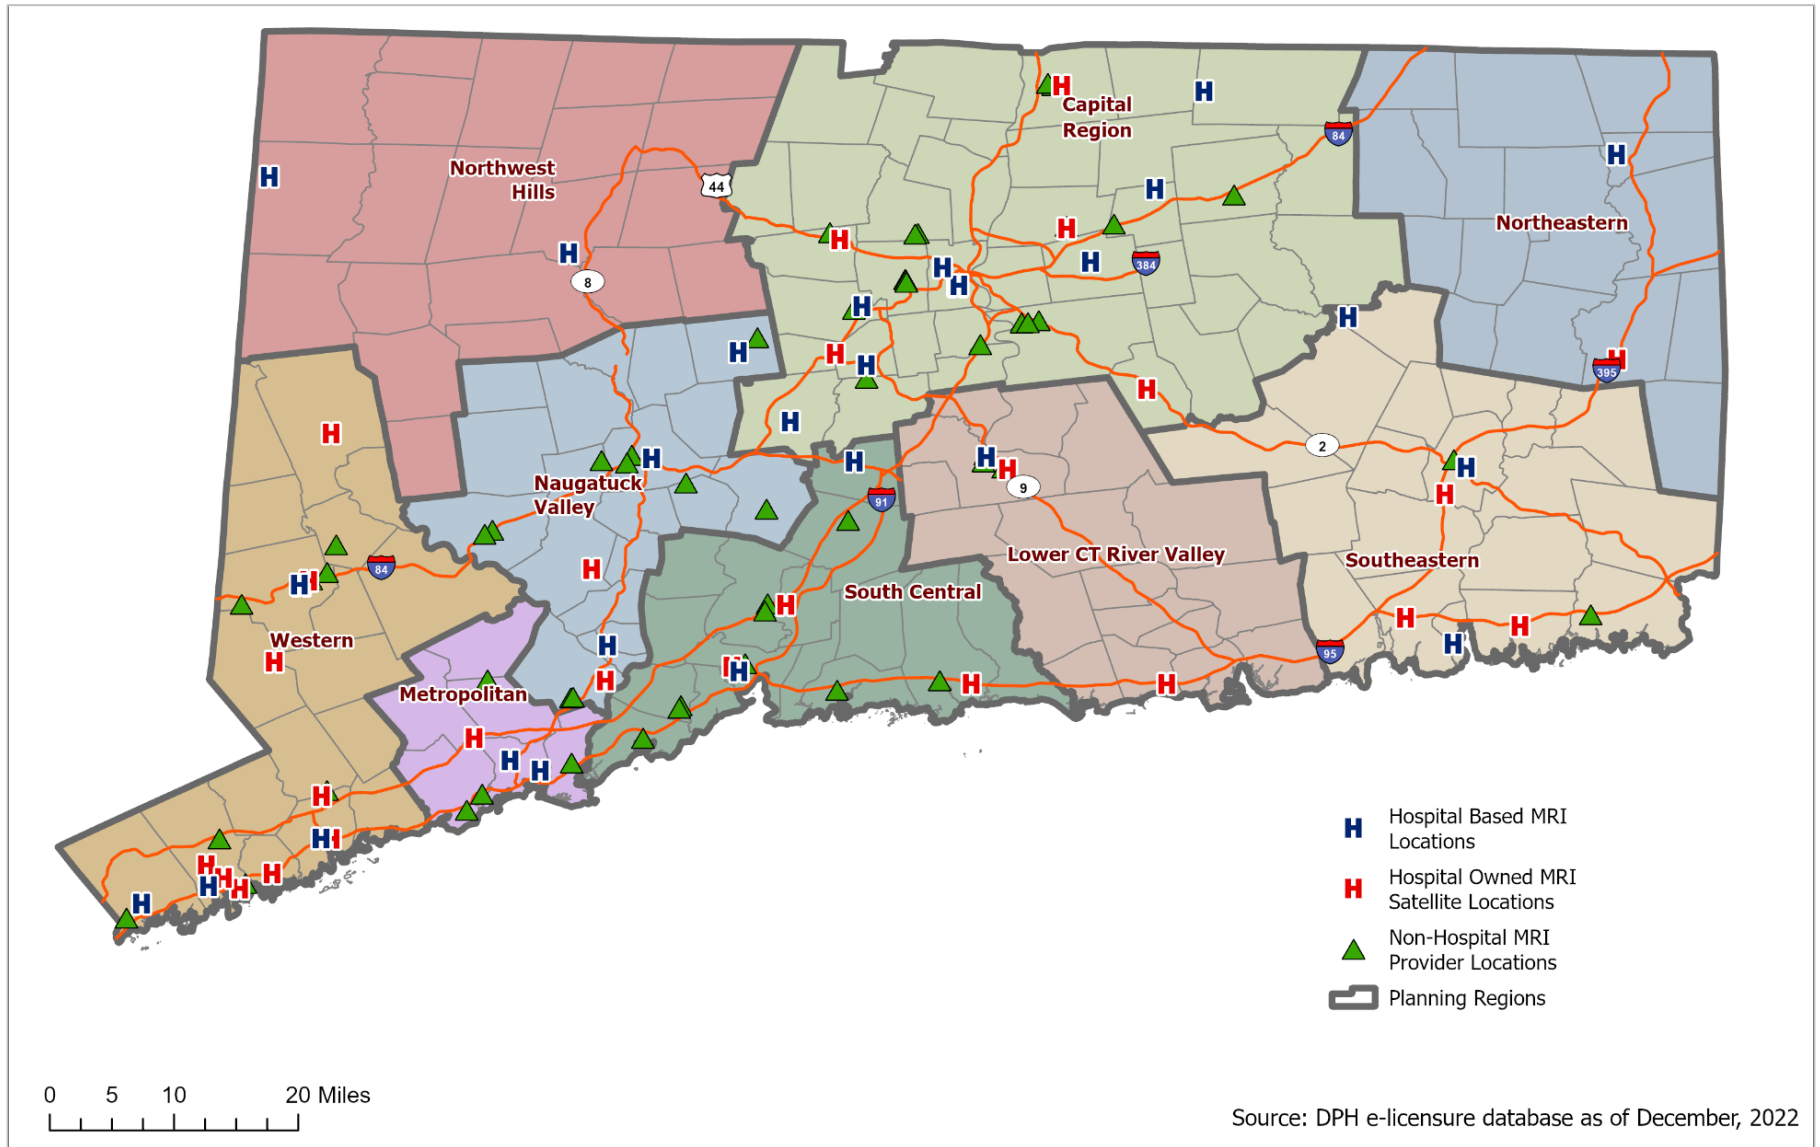 Capital
Region
84
Northwest
Hills
44
Northeastern
8
384
395
2
Naugatuck
Valley
91
9
Lower CT River Valley
Southeastern
84
South Central
Western
95
Metropolitan
H Hospital Based MRI
Locations
H Hospital Owned MRI
Satellite Locations
Non-Hospital MRI
Provider Locations
Planning Regions
0 5 10 20 Miles
Source: DPH e-licensure database as of December, 2022